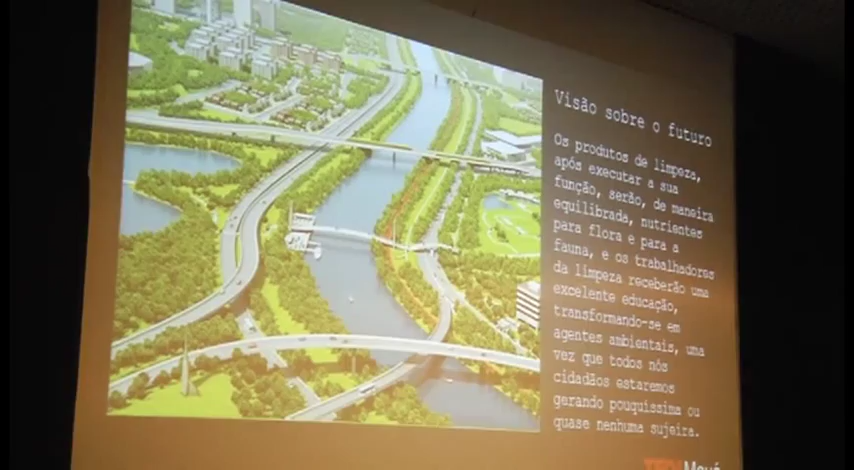 Visão sobre o futuro
Os produtos de limpeza,
após executar a sua
função, serão, de maneira
equilibrada, nutrientes
para flora e para a
fauna, e os trabalhadores
da limpeza receberão uma
excelente educação,
transformando-se em
agentes ambientais, uma
vez que todos nós
cidadãos estaremos
gerando pouquíssima ou
quase nenhuma sujeira.